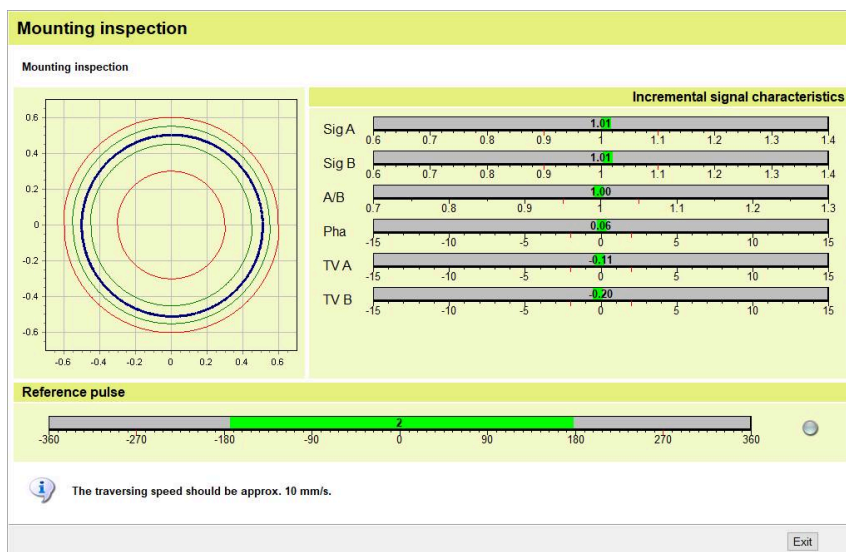 Mounting inspection
Mounting inspection
0.6
0.4
0.2
0
-0.2
-0.4
-0.6
-0.6 -0.4 -0.2 0 0.2 0.4 0.6
Incremental signal characteristics
Sig A 1.01
0.6 0.7 0.8 0.9 1 1.1 1.2 1.3 1.4
Sig B 1.01
0.6 0.7 0.8 0.9 1 1.1 1.2 1.3 1.4
A/B 1.00
0.7 0.8 0.9 1 1.1 1.2 1.3
Pha 0.06
-15 -10 -5 0 5 10 15
TV A -0.11
-15 -10 -5 0 5 10 15
TV B -0.20
-15 -10 -5 0 5 10 15
Reference pulse
2
-360 -270 -180 -90 0 90 180 270 360
The traversing speed should be approx. 10 mm/s.
Exit